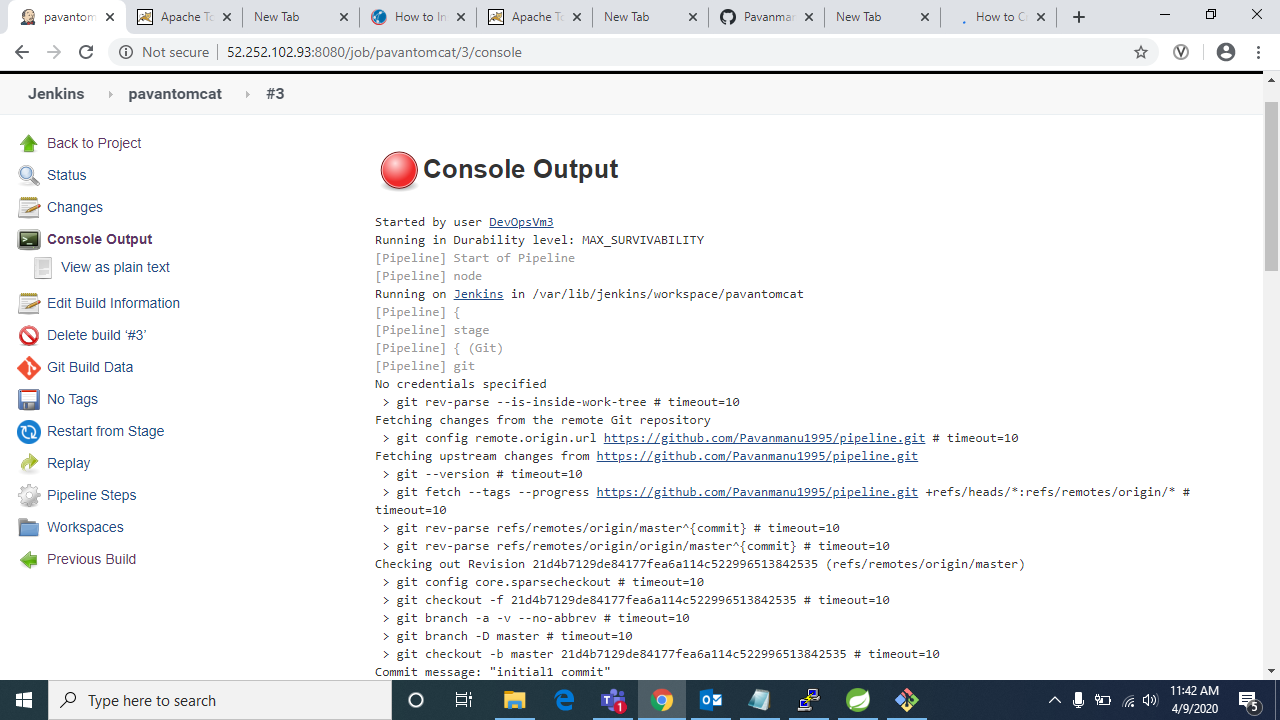 pavantom
Apache To
New Tab
How to In
Apache To
New Tab
Pavanmar
New Tab
How to C
Not secure | 52.252.102.93:8080/job/pavantomcat/3/console
Jenkins
pavantomcat
#3
Back to Project
Status
Changes
Console Output
View as plain text
Edit Build Information
Delete build ‘#3’
Git Build Data
No Tags
Restart from Stage
Replay
Pipeline Steps
Workspaces
Previous Build
Console Output
Started by user DevOpsVm3
Running in Durability level: MAX_SURVIVABILITY
[Pipeline] Start of Pipeline
[Pipeline] node
Running on Jenkins in /var/lib/jenkins/workspace/pavantomcat
[Pipeline] {
[Pipeline] stage
[Pipeline] { (Git)
[Pipeline] git
No credentials specified
> git rev-parse --is-inside-work-tree # timeout=10
Fetching changes from the remote Git repository
> git config remote.origin.url https://github.com/Pavanmanu1995/pipeline.git # timeout=10
Fetching upstream changes from https://github.com/Pavanmanu1995/pipeline.git
> git --version # timeout=10
> git fetch --tags --progress https://github.com/Pavanmanu1995/pipeline.git +refs/heads/*:refs/remotes/origin/* #
timeout=10
> git rev-parse refs/remotes/origin/master^{commit} # timeout=10
> git rev-parse refs/remotes/origin/origin/master^{commit} # timeout=10
Checking out Revision 21d4b7129de84177fea6a114c522996513842535 (refs/remotes/origin/master)
> git config core.sparsecheckout # timeout=10
> git checkout -f 21d4b7129de84177fea6a114c522996513842535 # timeout=10
> git branch -a -v --no-abbrev # timeout=10
> git branch -D master # timeout=10
> git checkout -b master 21d4b7129de84177fea6a114c522996513842535 # timeout=10
Commit message: "initial1 commit"
Type here to search
1
11:42 AM
4/9/2020
5